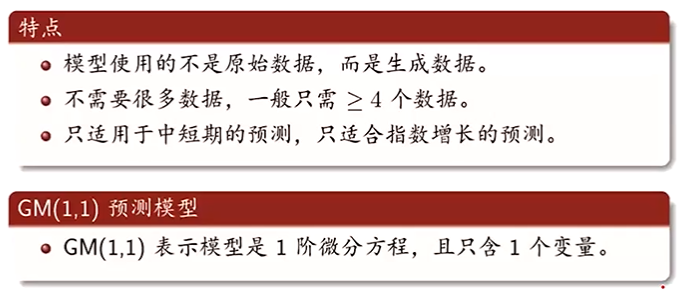 特点
模型使用的不是原始数据，而是生成数据。
不需要很多数据，一般只需 ≥ 4 个数据。
只适用于中短期的预测，只适合指数增长的预测。
GM(1,1) 预测模型
GM(1,1) 表示模型是 1 阶微分方程，且只含 1 个变量。